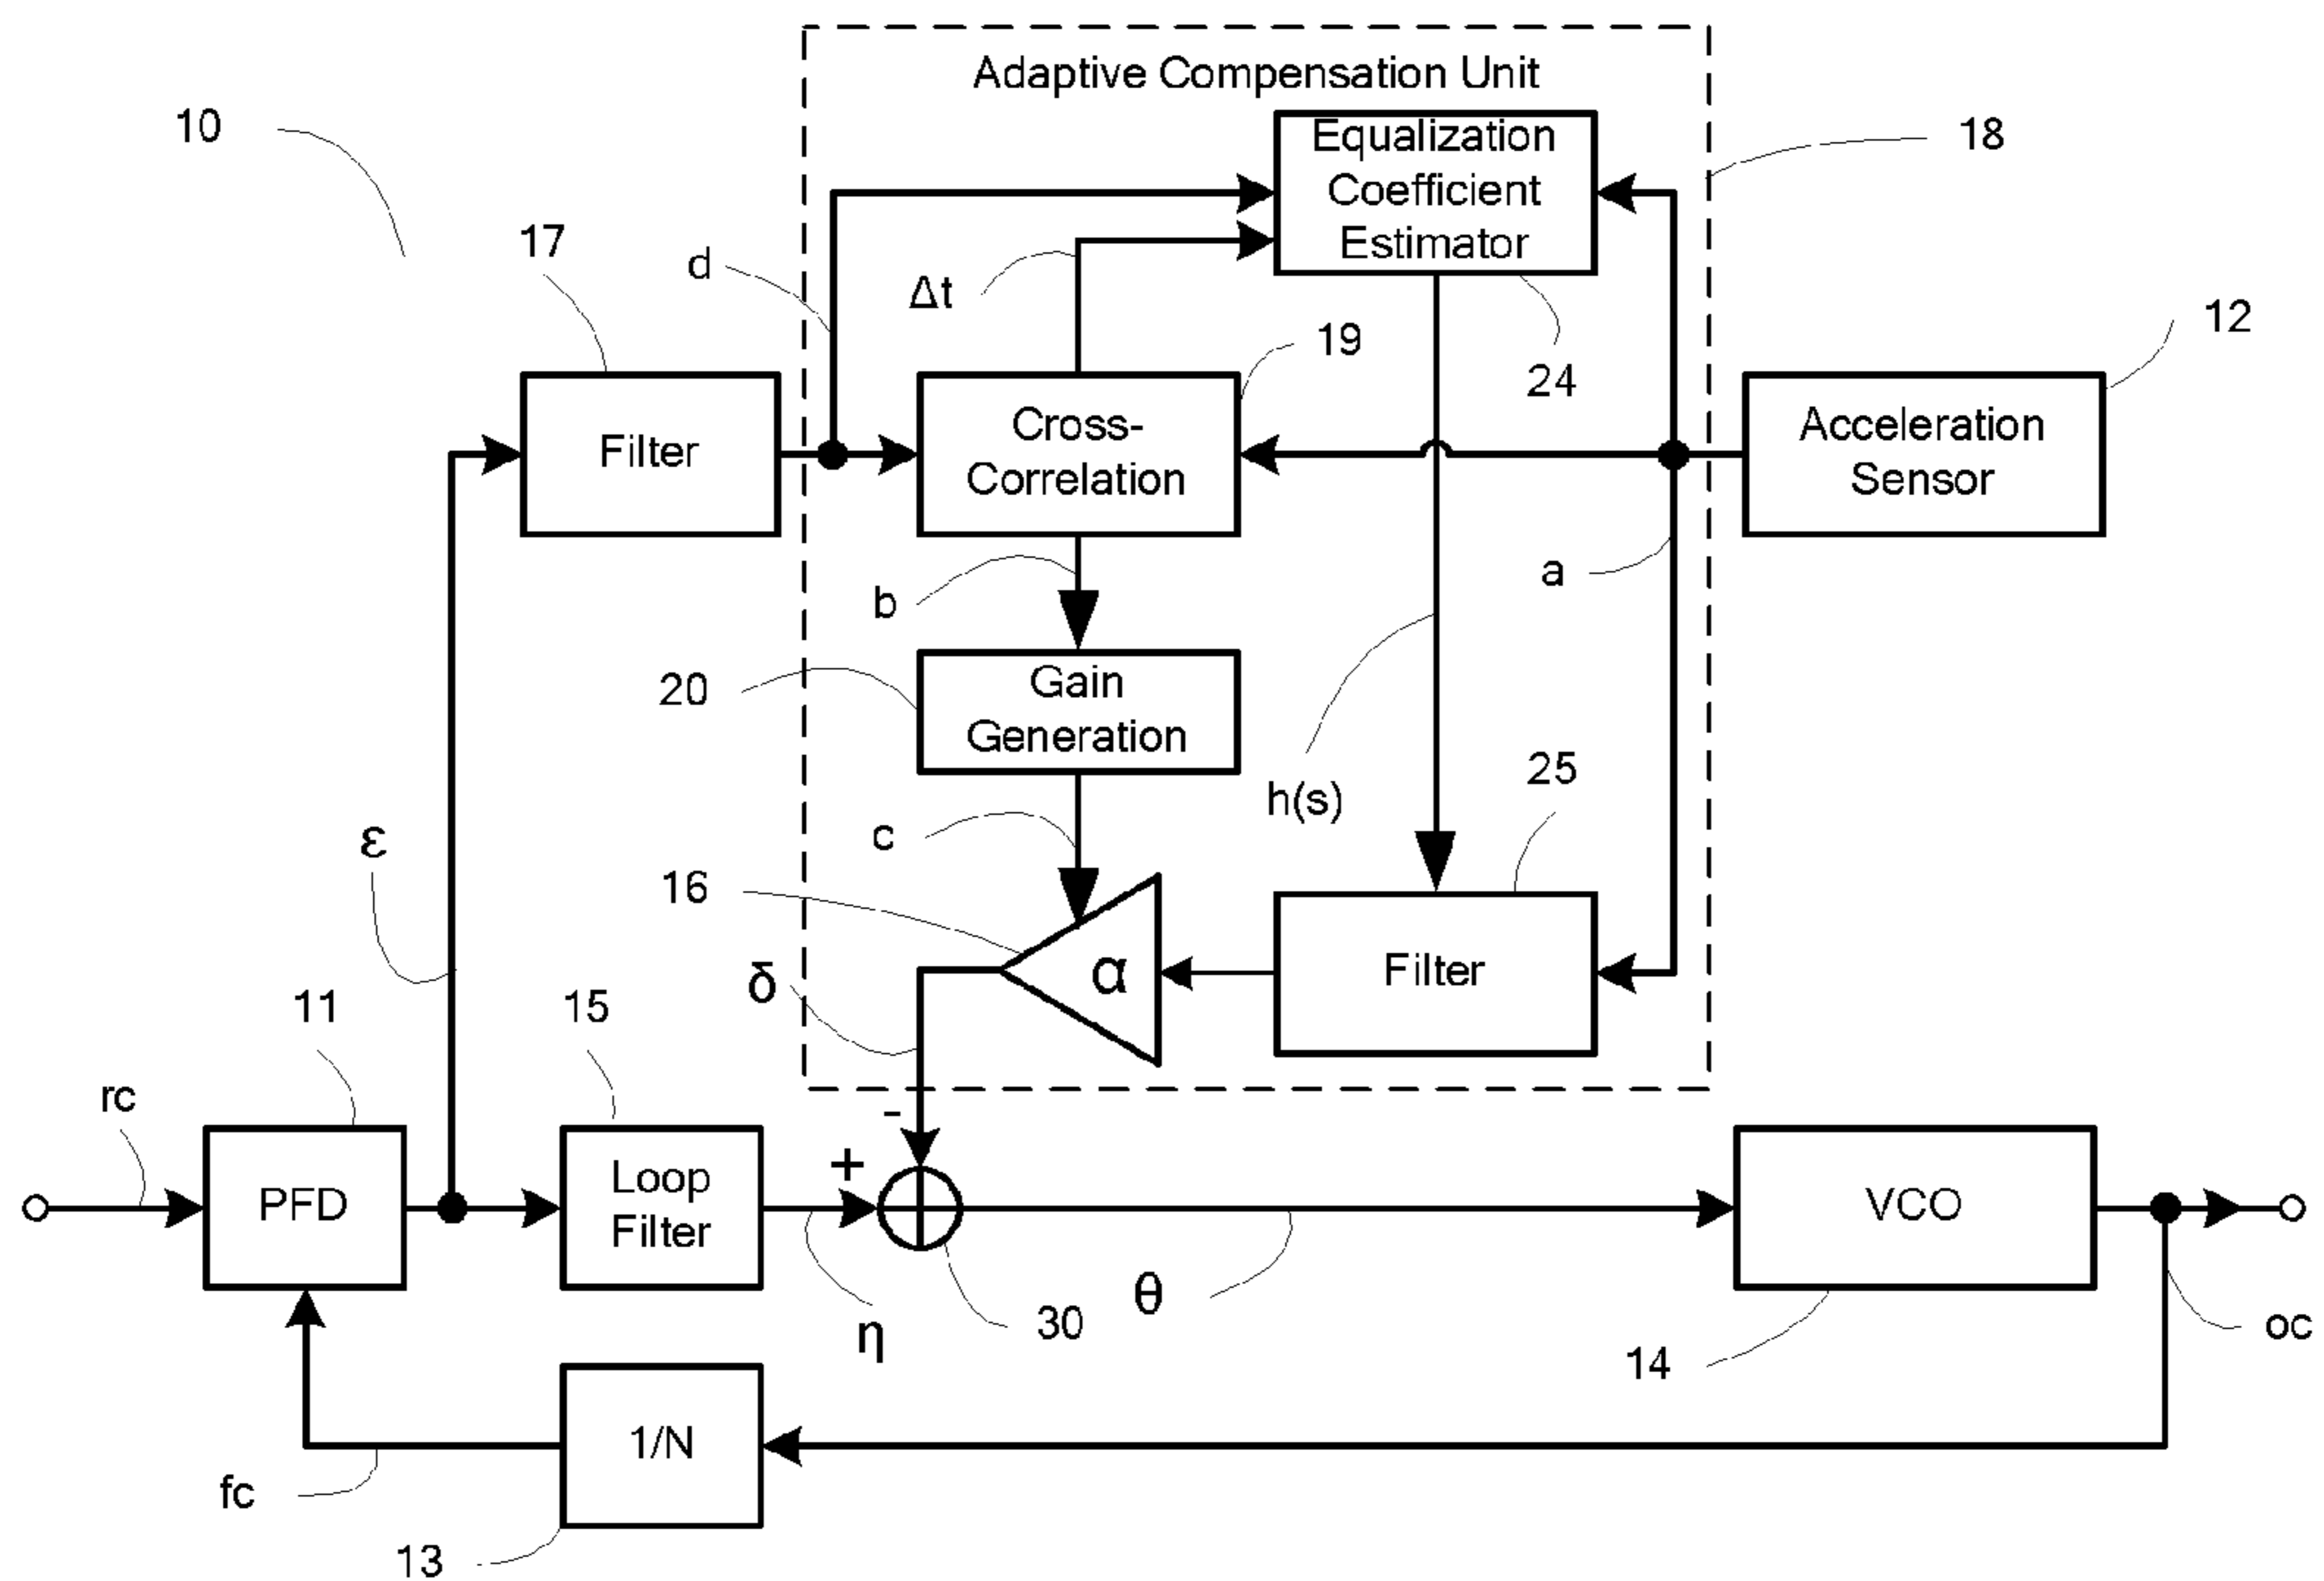 Adaptive Compensation Unit
10
Equalization
Coefficient
Estimator
18
17
d
Δt
19
24
12
Filter
Cross-
Correlation
Acceleration
Sensor
a
b
20
Gain
Generation
25
h(s)
c
ε
16
α
Filter
δ
11
15
rc
-
+
PFD
Loop
Filter
VCO
θ
30
η
14
oc
1/N
fc
13